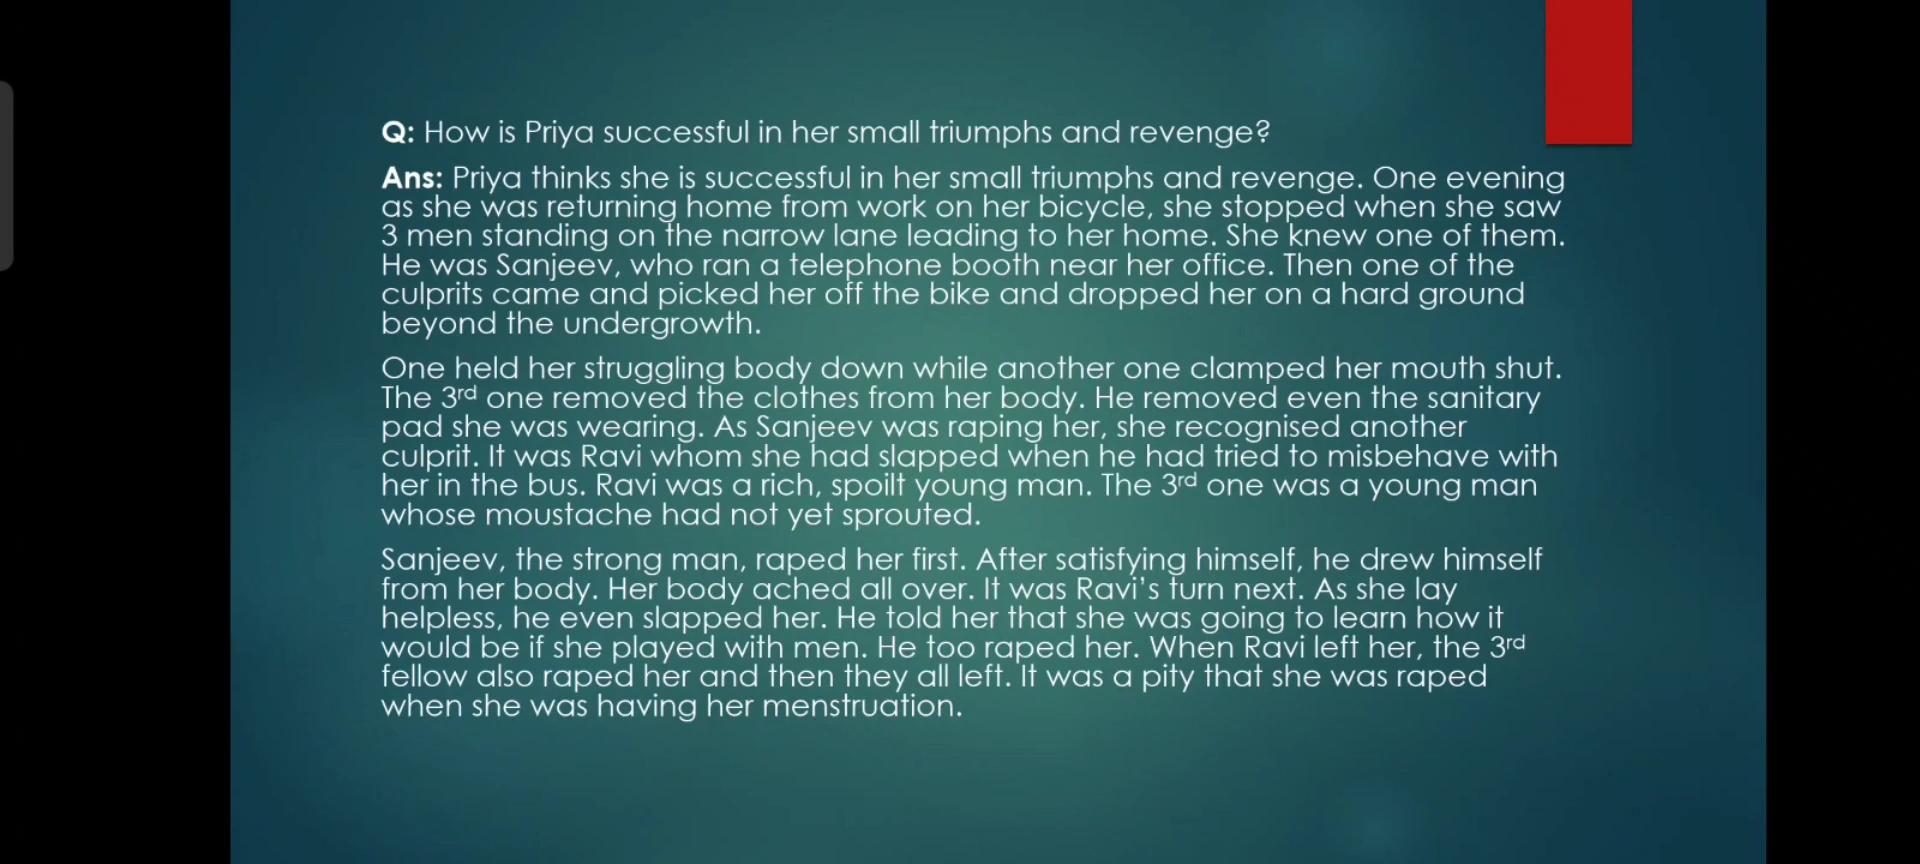 Q: How is Priya successful in her small triumphs and revenge?
Ans: Priya thinks she is successful in her small triumphs and revenge. One evening
as she was returning home from work on her bicycle, she stopped when she saw
3 men standing on the narrow lane leading to her home. She knew one of them.
He was Sanjeev, who ran a telephone booth near her office. Then one of the
culprits came and picked her off the bike and dropped her on a hard ground
beyond the undergrowth.
One held her struggling body down while another one clamped her mouth shut.
The 3rd one removed the clothes from her body. He removed even the sanitary
pad she was wearing. As Sanjeev was raping her, she recognised another
culprit. It was Ravi whom she had slapped when he had tried to misbehave with
her in the bus. Ravi was a rich, spoilt young man. The 3rd one was a young man
whose moustache had not yet sprouted.
Sanjeev, the strong man, raped her first. After satisfying himself, he drew himself
from her body. Her body ached all over. It was Ravi’s turn next. As she lay
helpless, he even slapped her. He told her that she was going to learn how it
would be if she played with men. He too raped her. When Ravi left her, the 3rd
fellow also raped her and then they all left. It was a pity that she was raped
when she was having her menstruation.